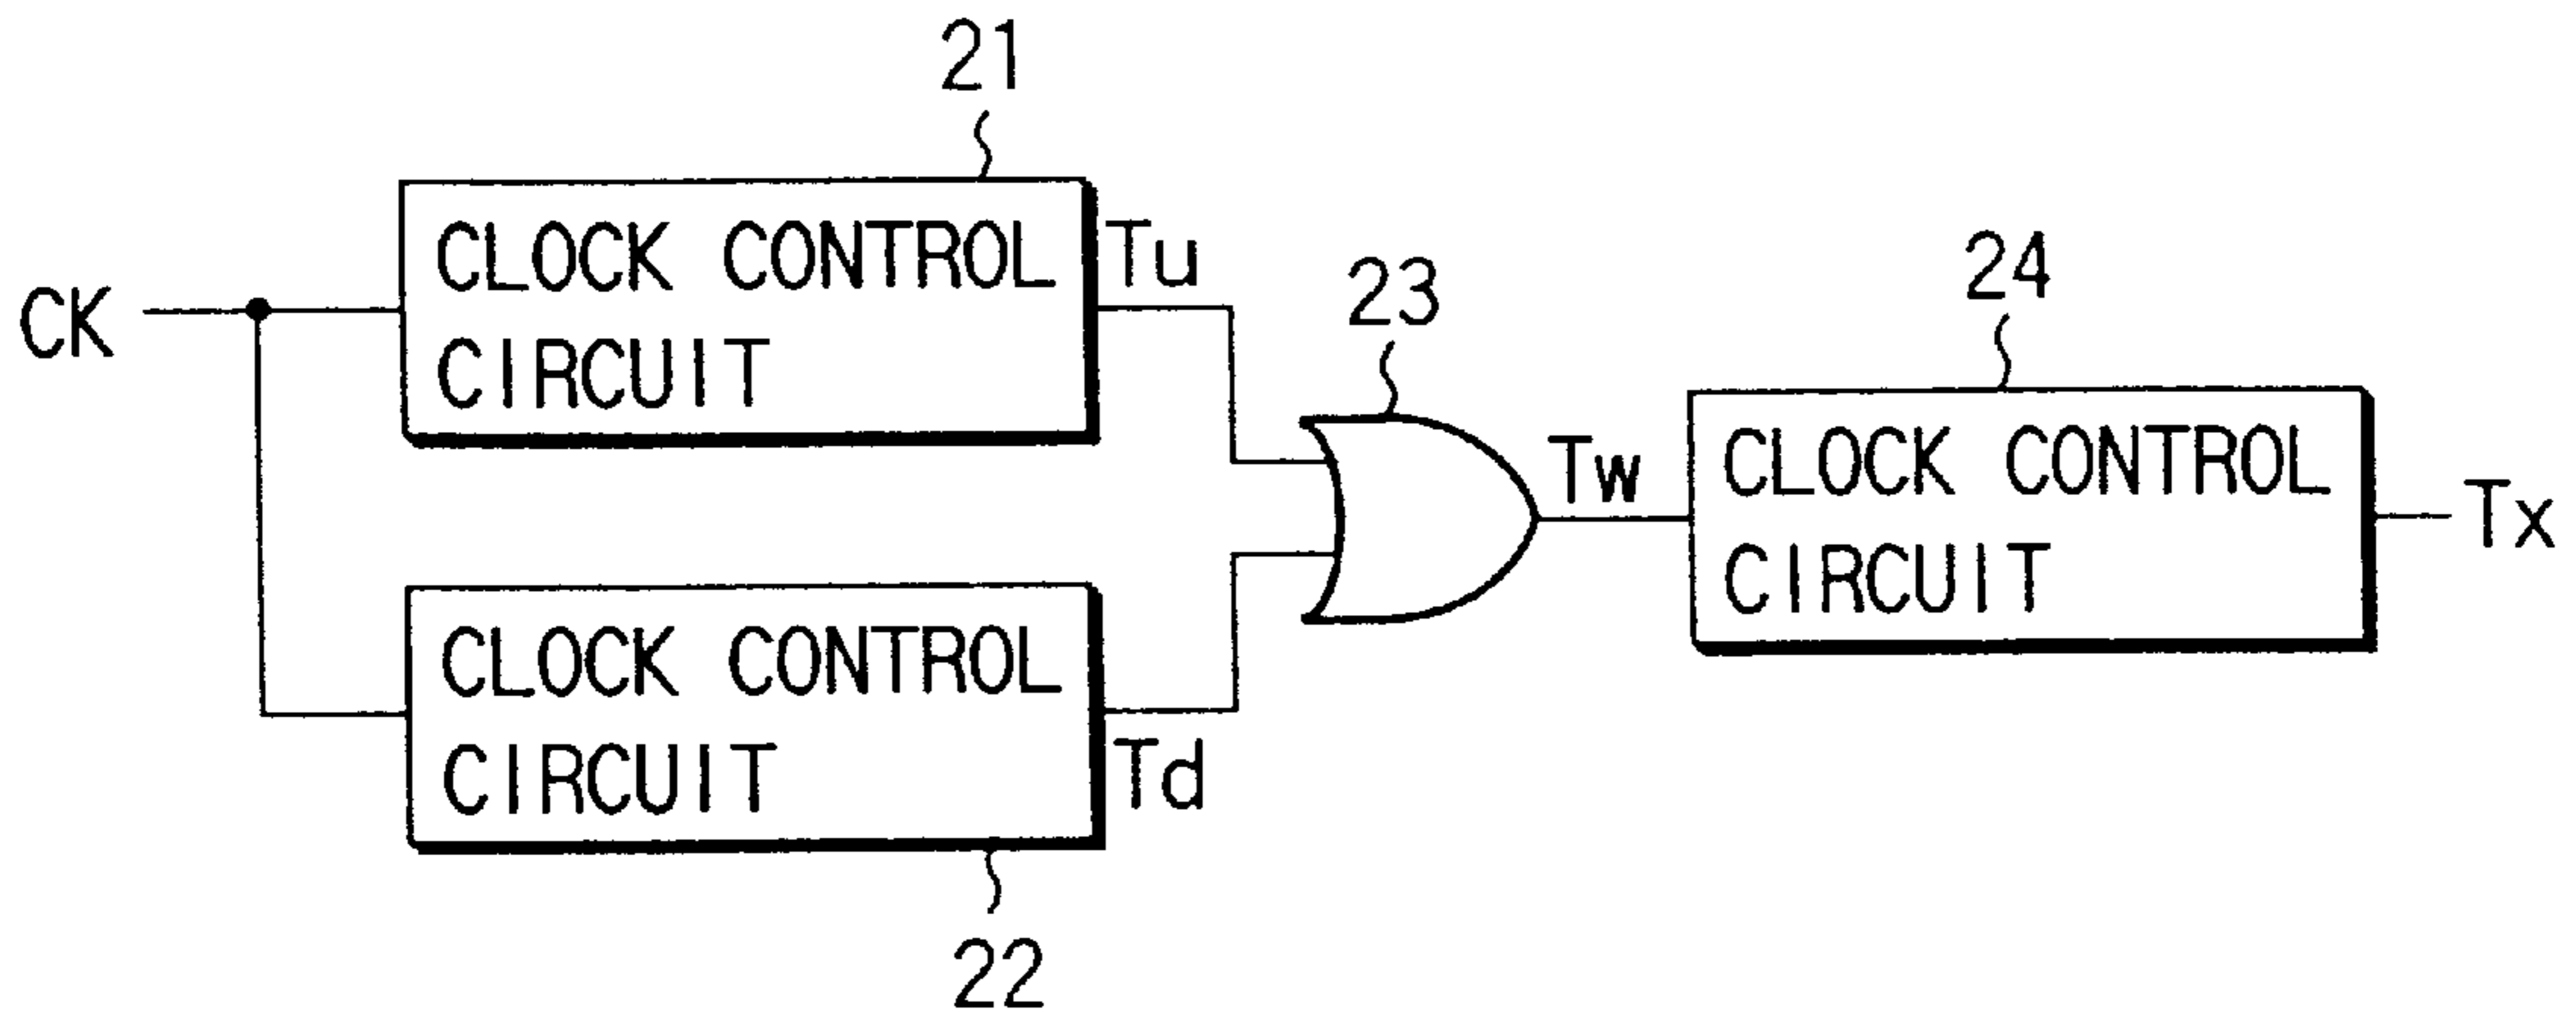 21
CLOCK CONTROL
CIRCUIT
Tu
CK
23
24
Tw
CLOCK CONTROL
CIRCUIT
Tx
CLOCK CONTROL
CIRCUIT
Td
22